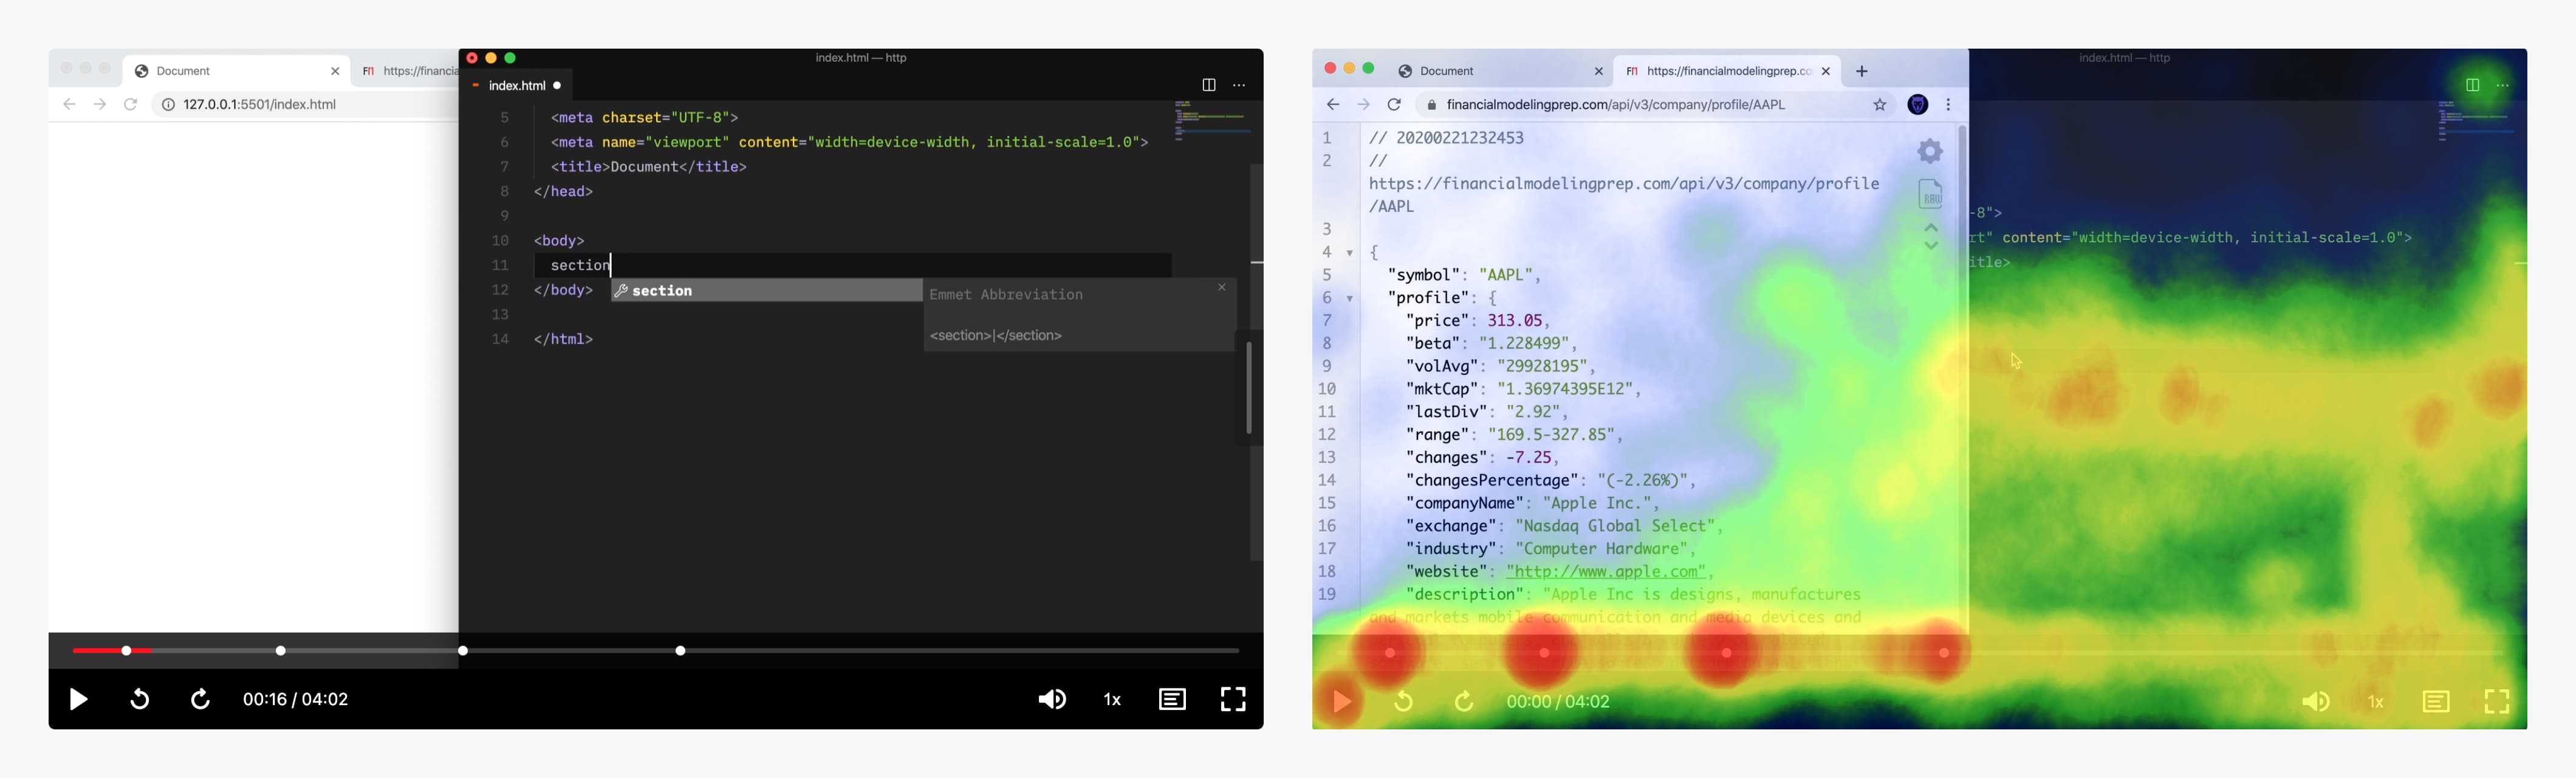 Document
https://financia
127.0.0.1:5501/index.html
index.html — http
index.html
5 <meta charset="UTF-8">
6 <meta name="viewport" content="width=device-width, initial-scale=1.0">
7 <title>Document</title>
8 </head>
9
10 <body>
11 section
12 </body>
section
Emmet Abbreviation
<section>|</section>
13
14 </html>
00:16 / 04:02
1x
Document
https://financialmodelingprep.co
financialmodelingprep.com/api/v3/company/profile/AAPL
index.html — http
1 // 20200221232453
2 //
https://financialmodelingprep.com/api/v3/company/profile
/AAPL
RAW
3
4 {
5 "symbol": "AAPL",
6 "profile": {
7 "price": 313.05,
8 "beta": "1.228499",
9 "volAvg": "29928195",
10 "mktCap": "1.36974395E12",
11 "lastDiv": "2.92",
12 "range": "169.5-327.85",
13 "changes": -7.25,
14 "changesPercentage": "(-2.26%)",
15 "companyName": "Apple Inc.",
16 "exchange": "Nasdaq Global Select",
17 "industry": "Computer Hardware",
18 "website": "http://www.apple.com",
19 "description": "Apple Inc is designs, manufactures
and markets mobile communication and media devices and
-8">
rt" content="width=device-width, initial-scale=1.0">
itle>
00:00 / 04:02
1x